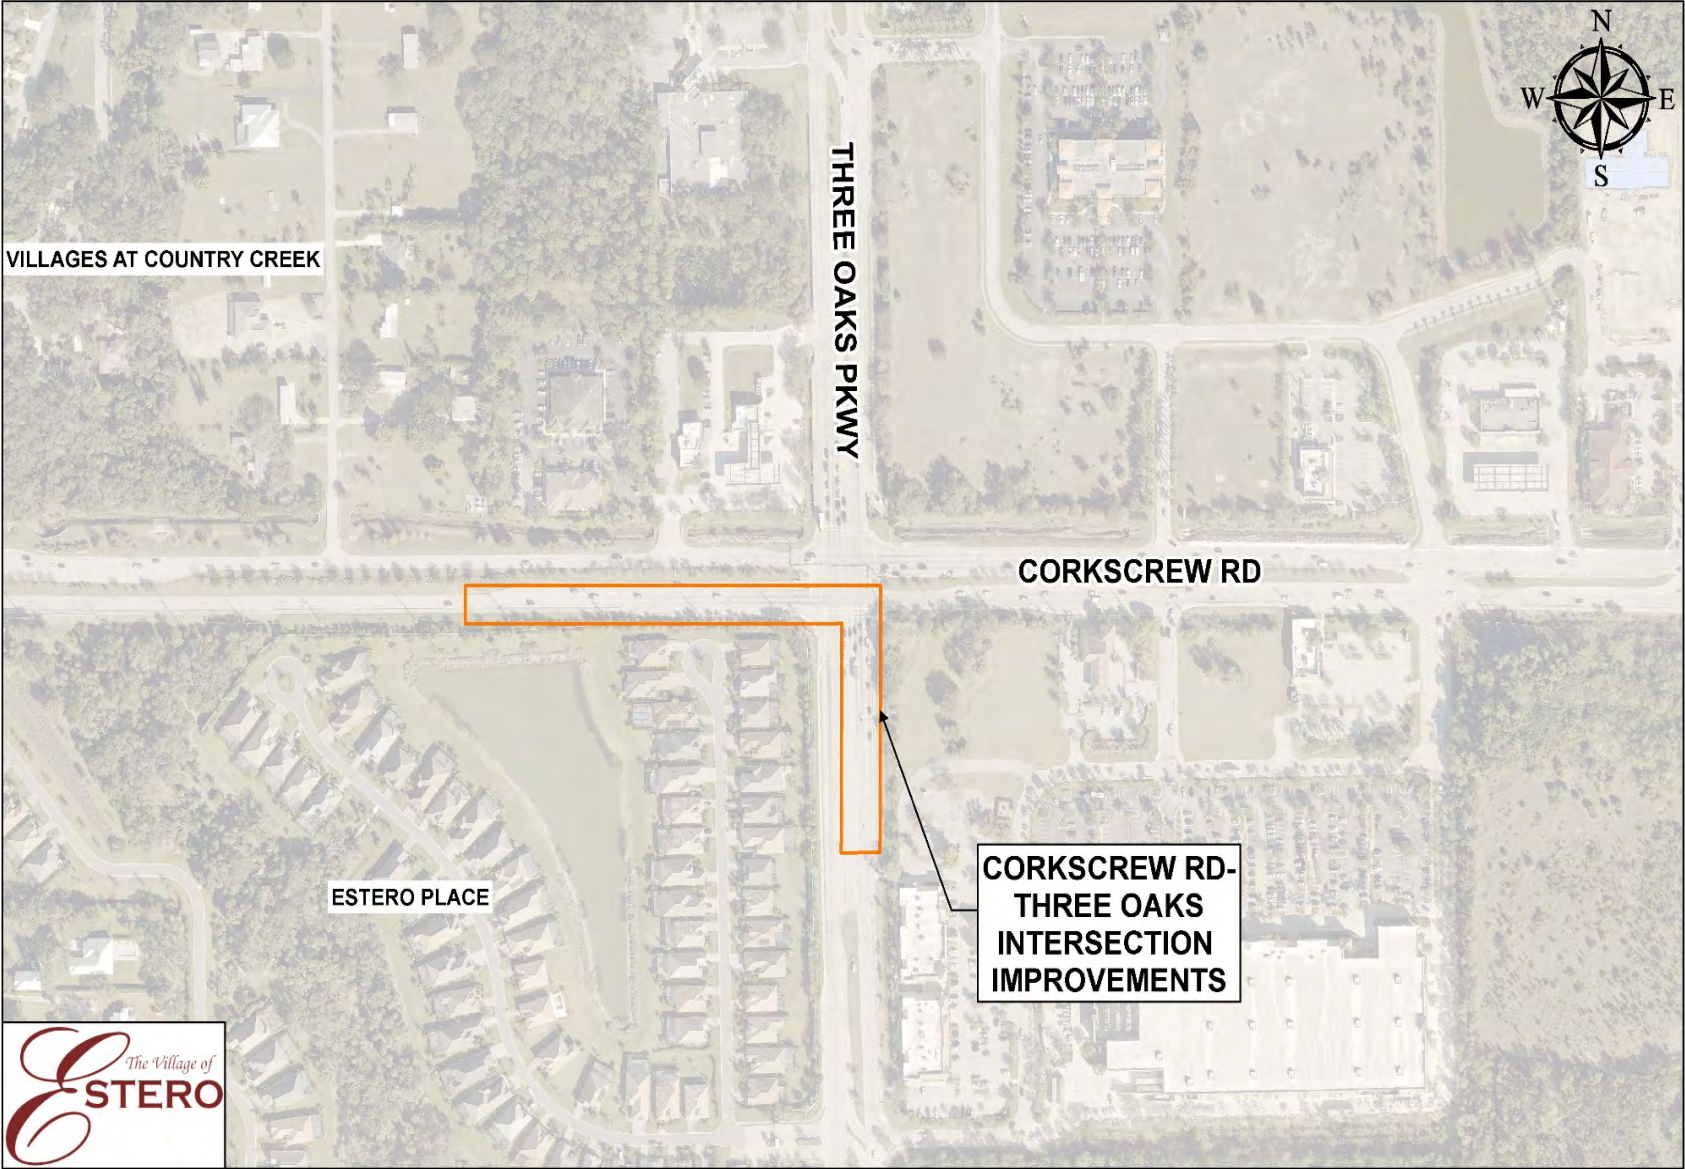 N
W E
S
THREE OAKS PKWY
VILLAGES AT COUNTRY CREEK
CORKSCREW RD
ESTERO PLACE
CORKSCREW RD-
THREE OAKS
INTERSECTION
IMPROVEMENTS
The Village of
ESTERO